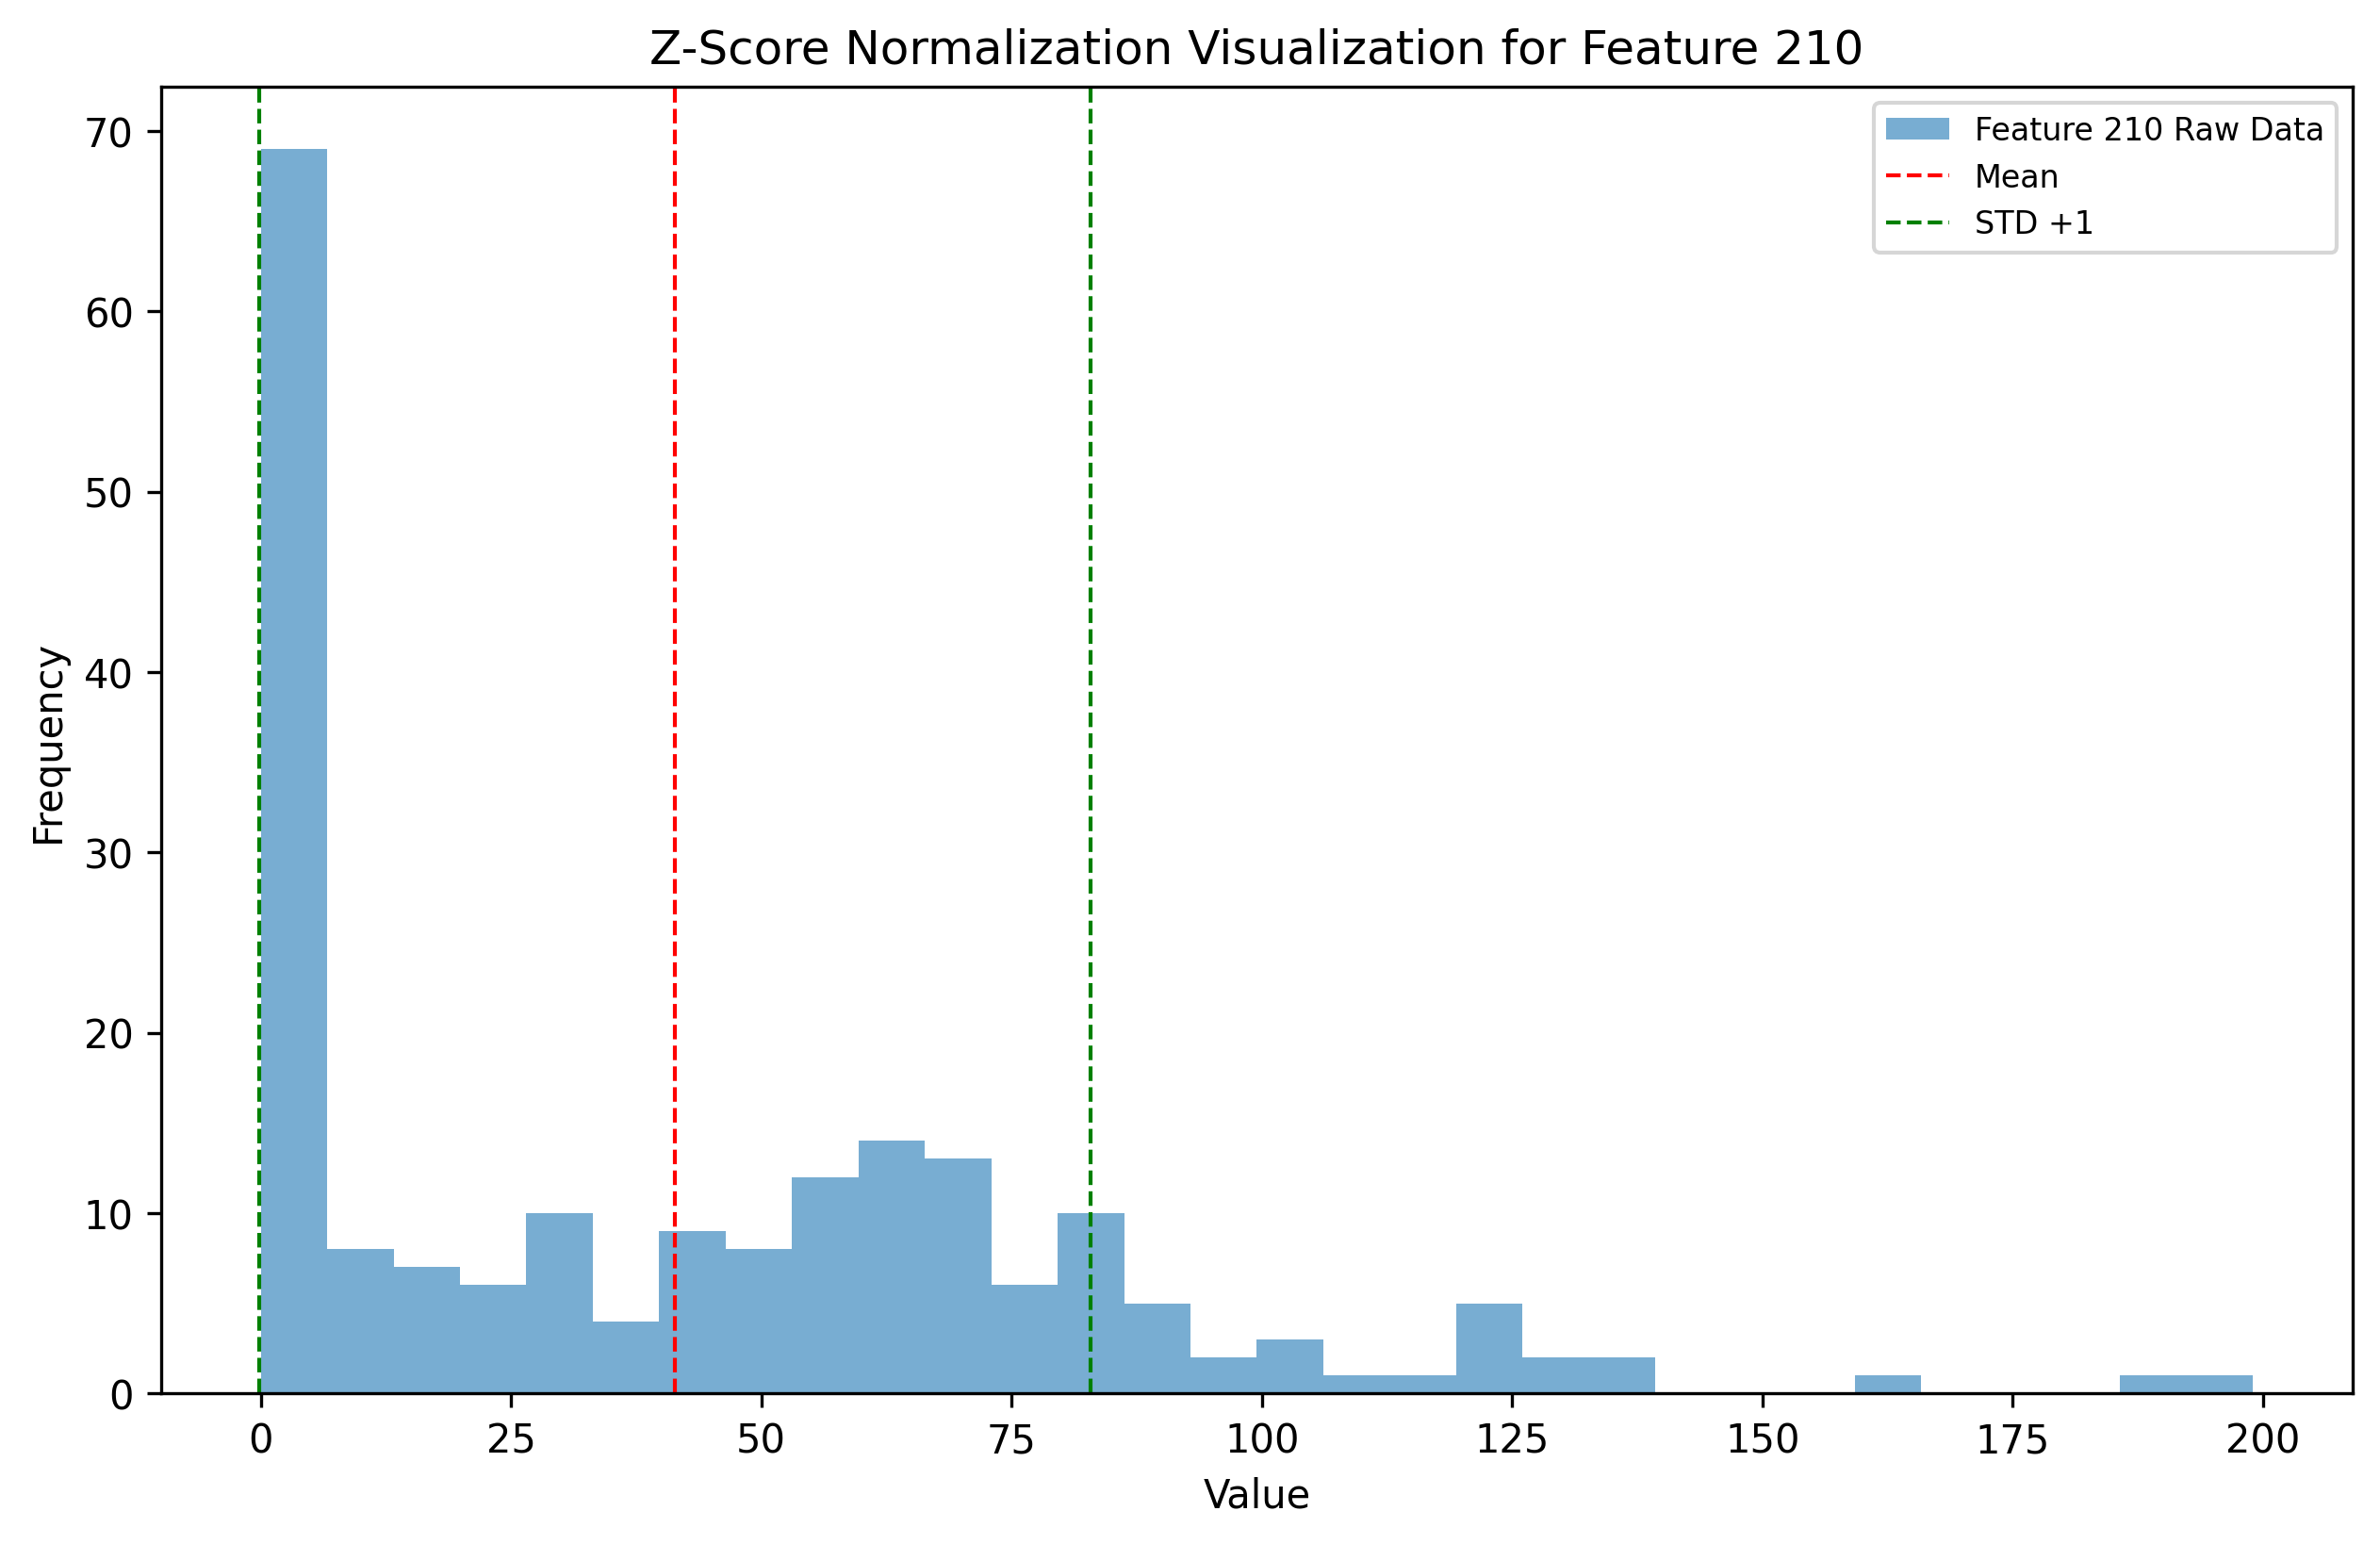 Z-Score Normalization Visualization for Feature 210
Feature 210 Raw Data
Mean
STD +1
70
60
50
40
30
20
10
0
Frequency
0 25 50 75 100 125 150 175 200
Value